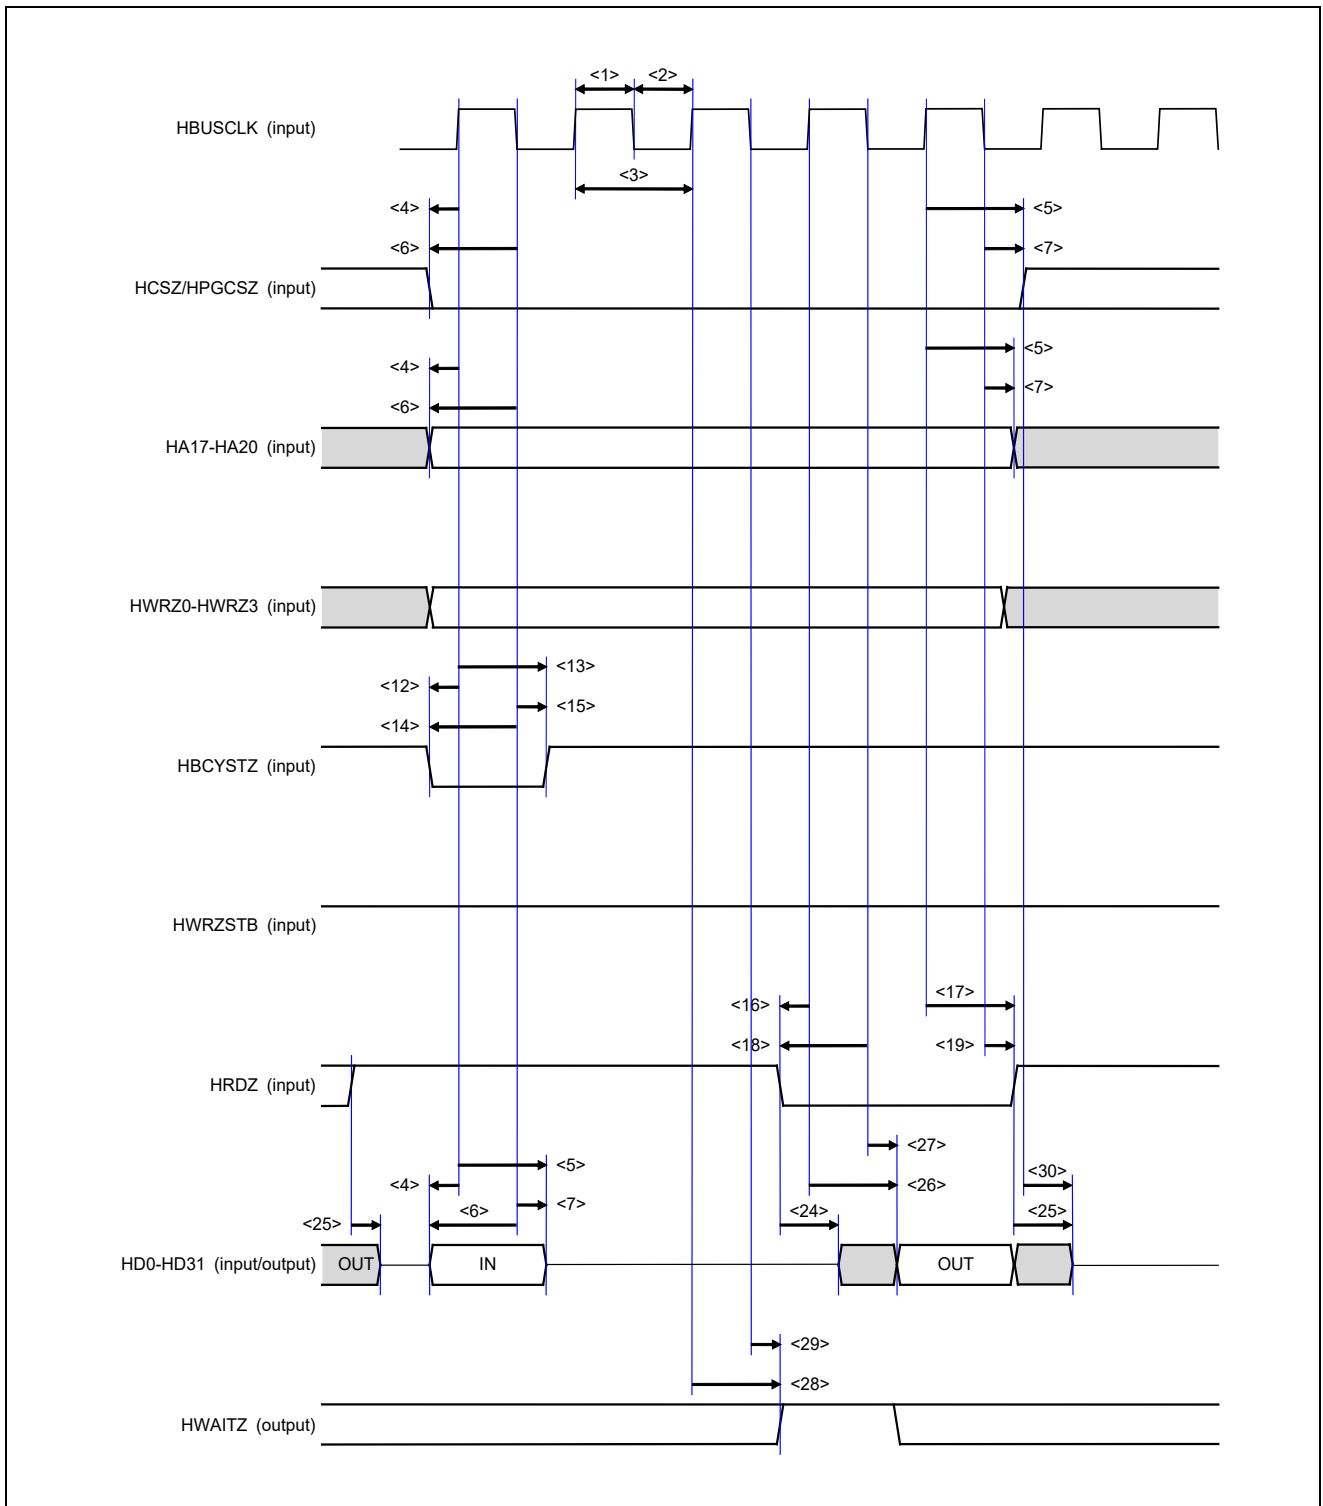 <1> <2>
HBUSCLK (input)
<3>
<4> <5>
<6> <7>
HCSZ/HPGCSZ (input)
<5>
<4>
<7>
<6>
HA17-HA20 (input)
HWRZ0-HWRZ3 (input)
<13>
<12>
<15>
<14>
HBCYSTZ (input)
HWRZSTB (input)
<16> <17>
<18> <19>
HRDZ (input)
<27>
<5> <30>
<4> <26>
<7>
<25> <6> <24> <25>
HD0-HD31 (input/output) OUT IN OUT
<29>
<28>
HWAITZ (output)